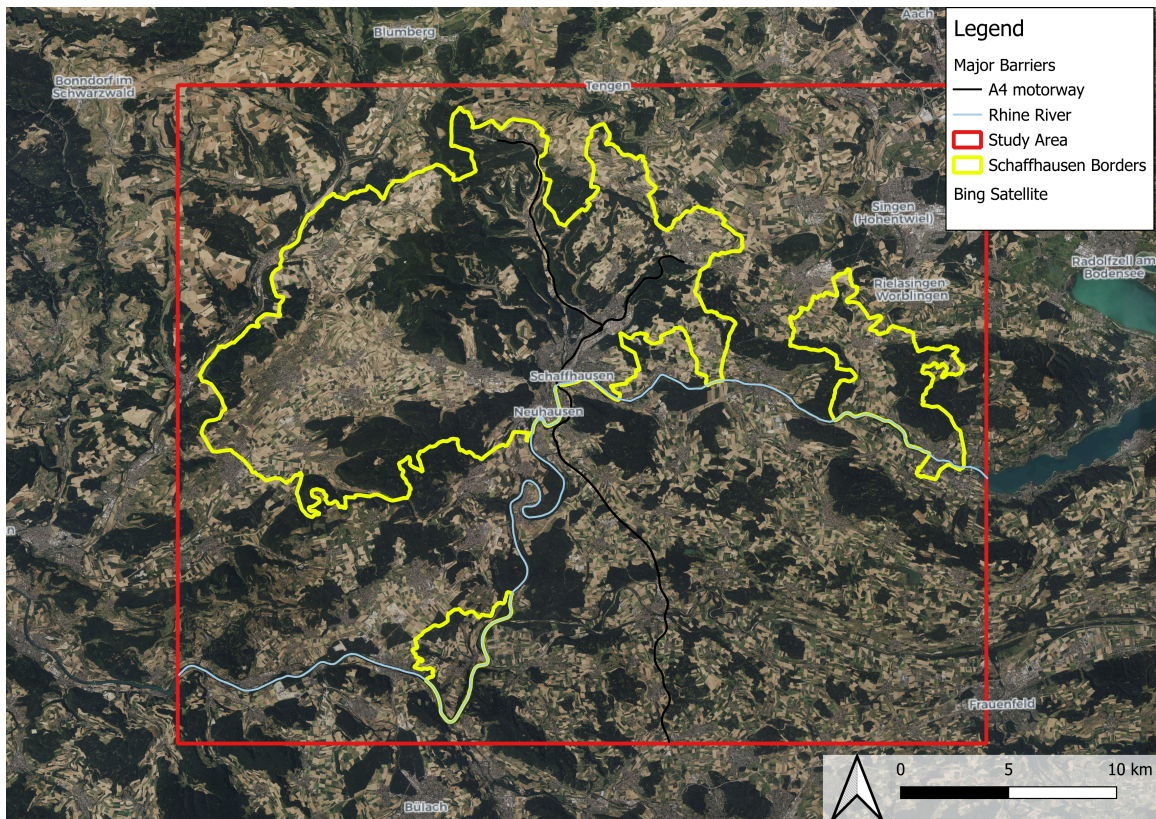 Aach
Blumberg
Legend
Major Barriers
A4 motorway
Rhine River
Study Area
Schaffhausen Borders
Bing Satellite
Bonndorf im
Schwarzwald
Tengen
Singen
(Hohentwiel)
Radolfzell am
Bodensee
Rielasingen-
Worblingen
Schaffhausen
Neuhausen
n
Frauenfeld
Bülach
0 5 10 km